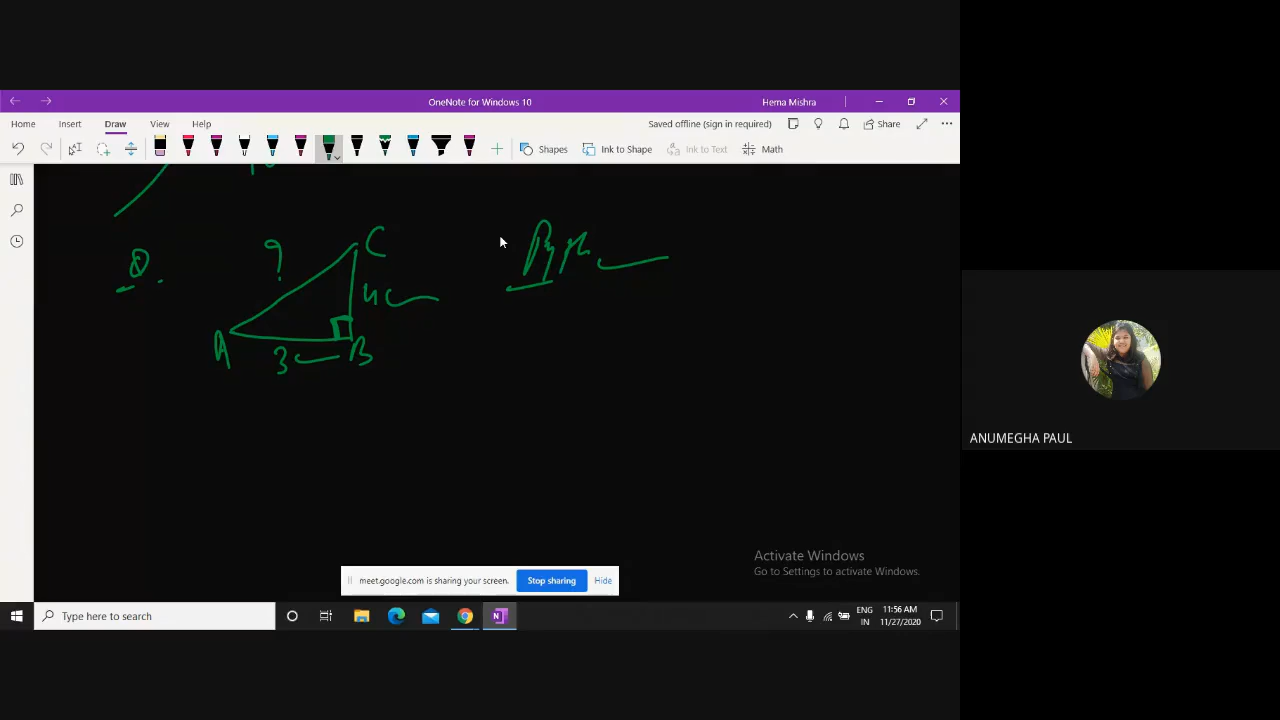 OneNote for Windows 10
Hema Mishra
Home Insert Draw View Help
Saved offline (sign in required)
Share
Shapes
Ink to Shape
Ink to Text
Math
Q.
?
C
4
A
3
B
ANUMEGHA PAUL
Activate Windows
Go to Settings to activate Windows.
meet.google.com is sharing your screen.
Stop sharing
Hide
Type here to search
ENG
IN
11:56 AM
11/27/2020